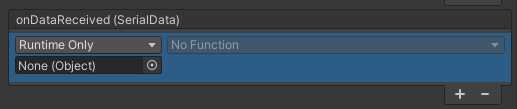 onDataReceived (SerialData)
Runtime Only No Function
None (Object)
+ −